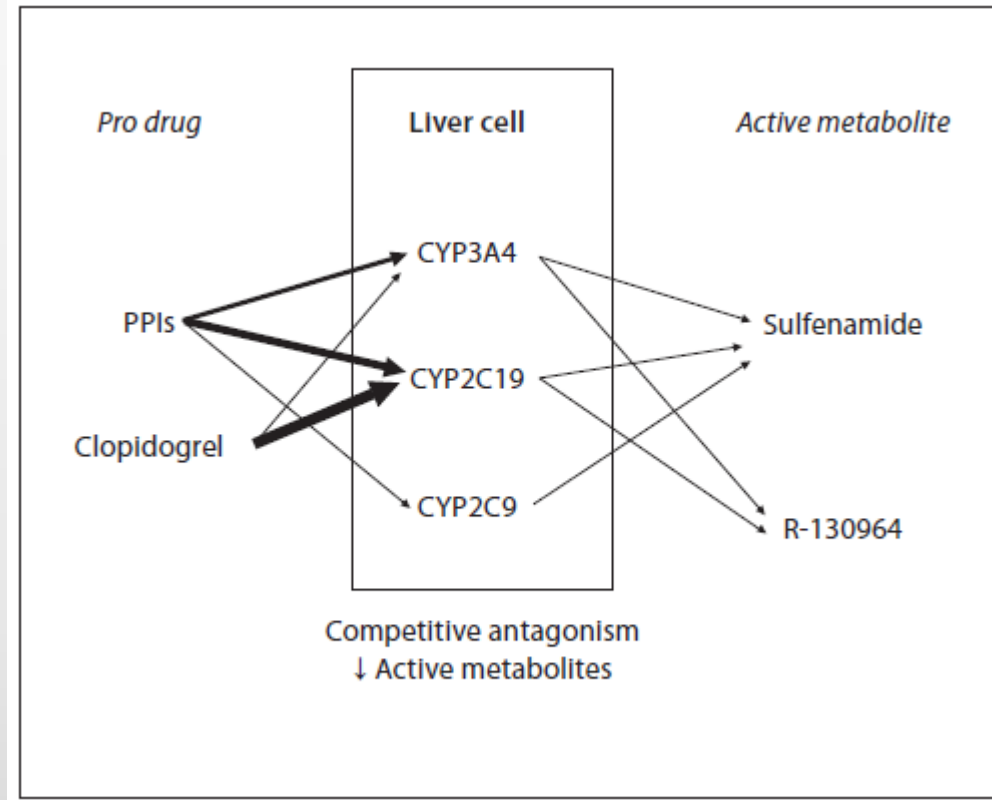 Pro drug
Liver cell
Active metabolite
CYP3A4
PPIs
Sulfenamide
CYP2C19
Clopidogrel
CYP2C9
R-130964
Competitive antagonism
↓ Active metabolites